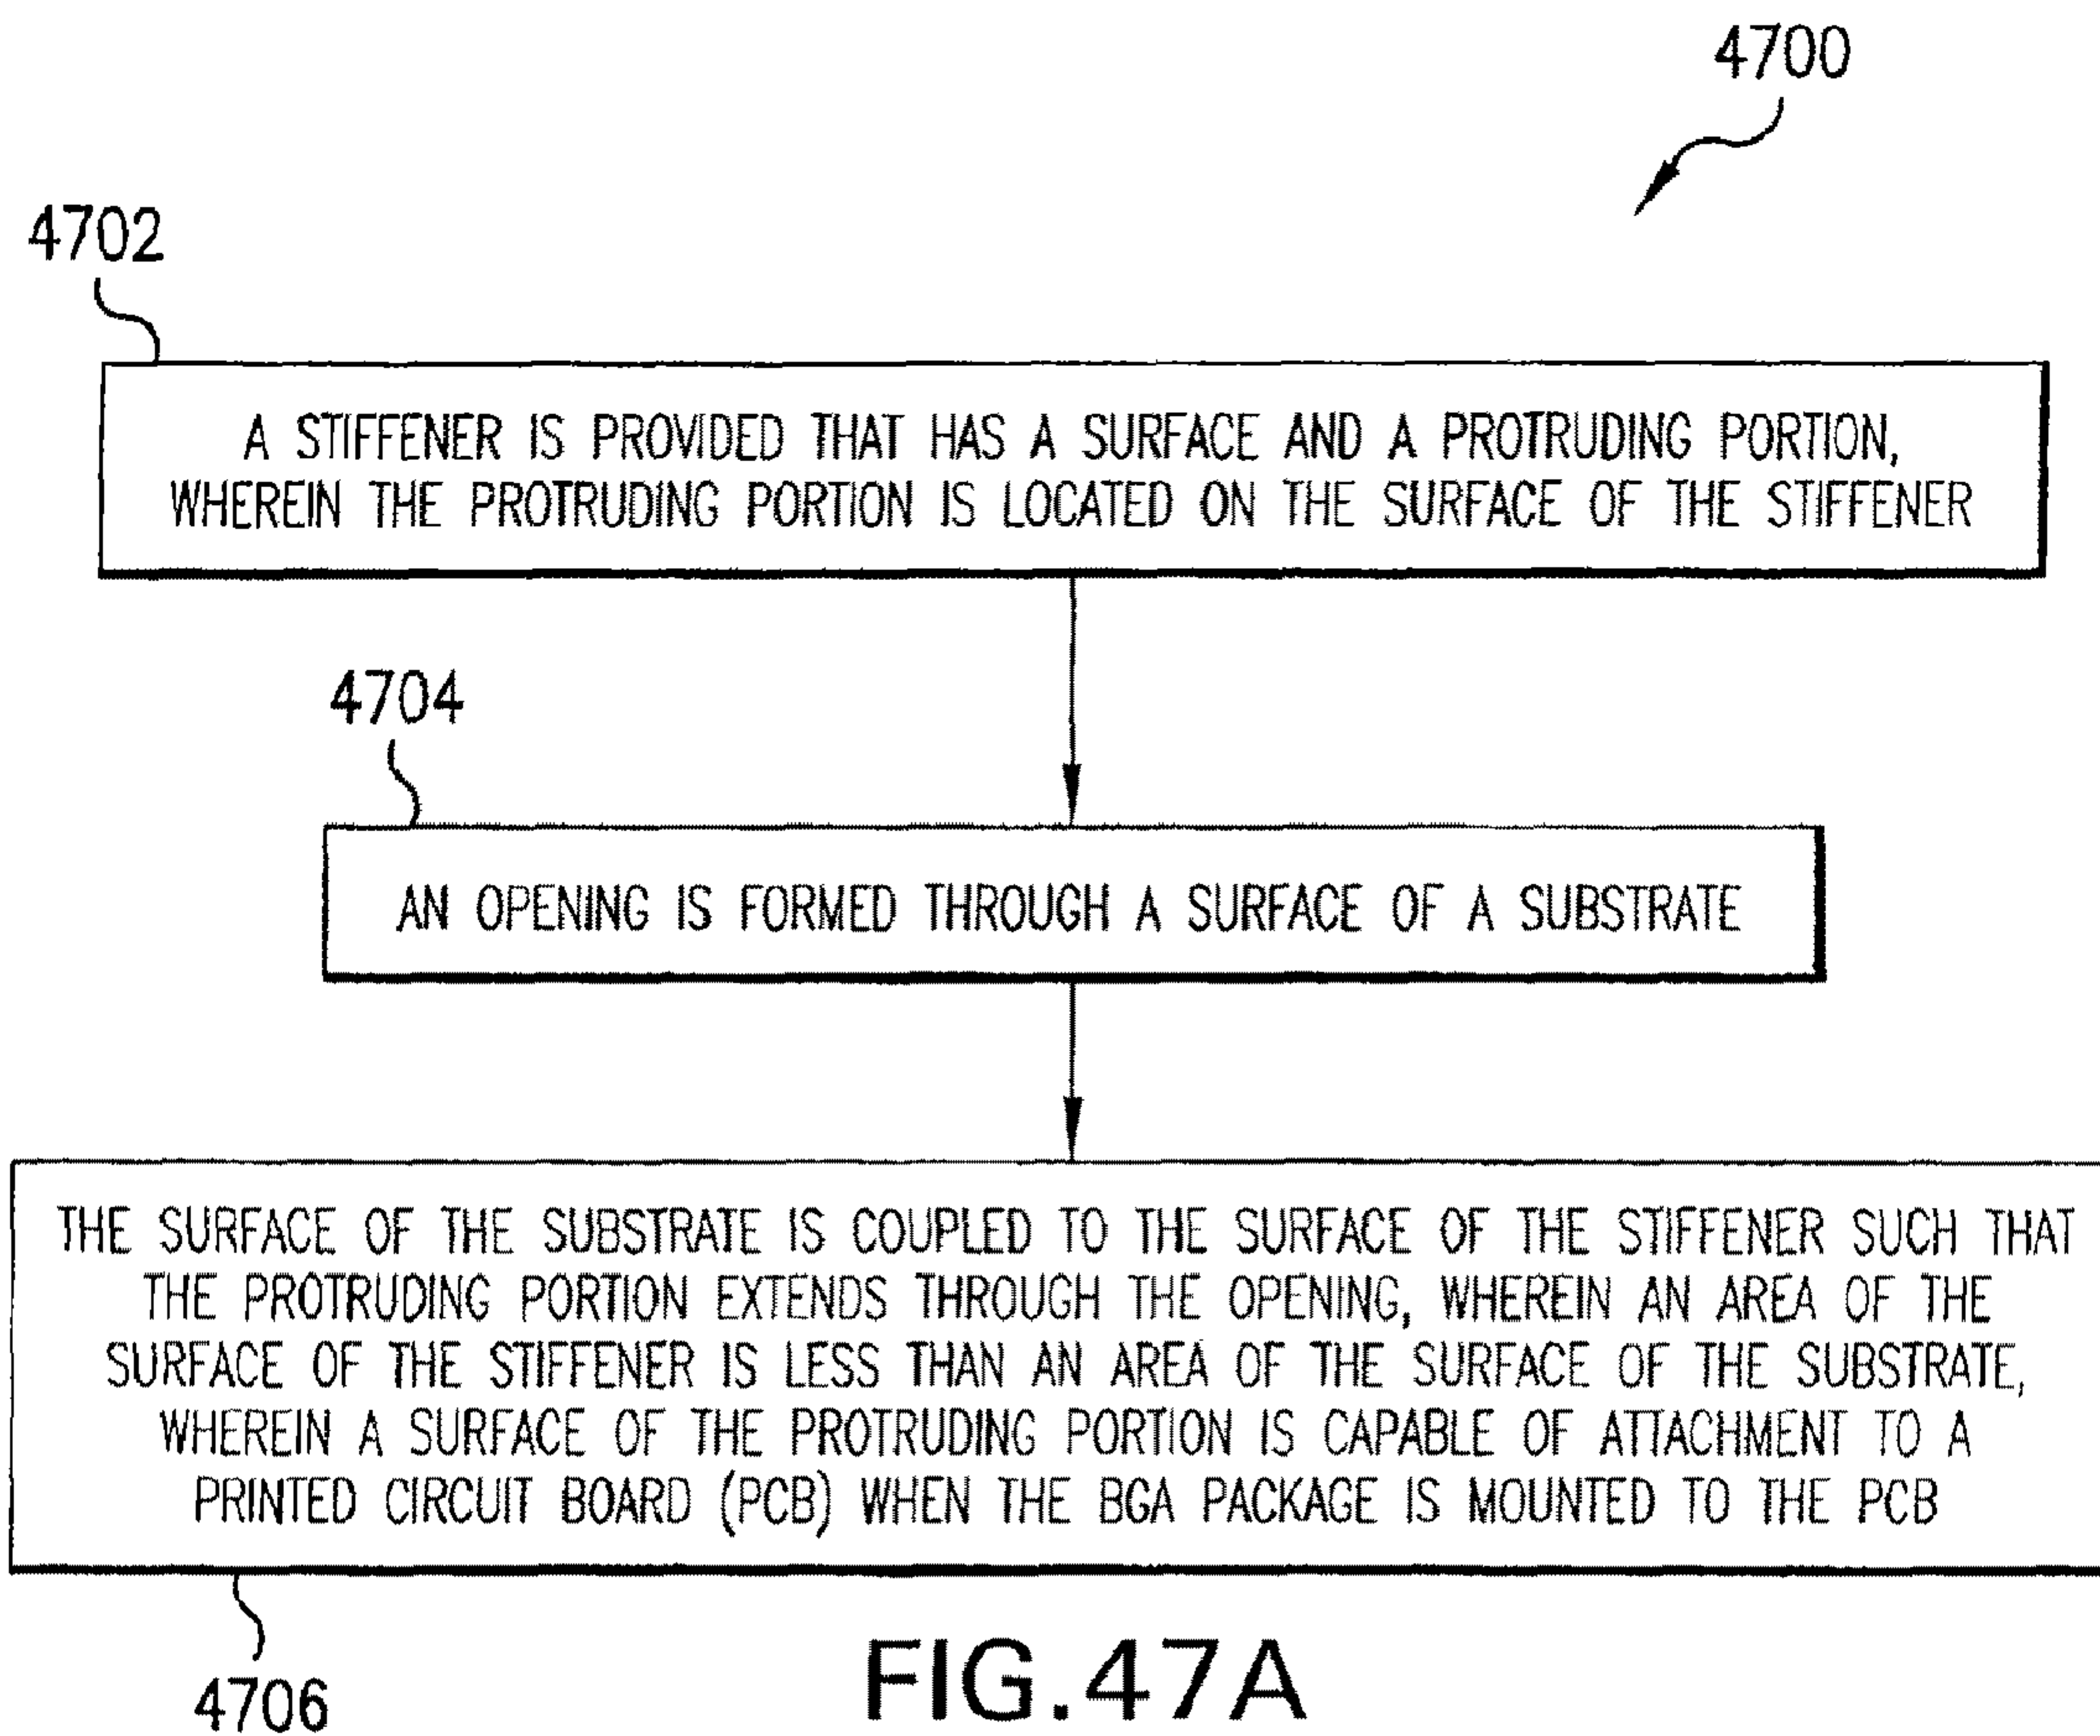 4700
4702
A STIFFENER IS PROVIDED THAT HAS A SURFACE AND A PROTRUDING PORTION,
WHEREIN THE PROTRUDING PORTION IS LOCATED ON THE SURFACE OF THE STIFFENER
4704
AN OPENING IS FORMED THROUGH A SURFACE OF A SUBSTRATE
THE SURFACE OF THE SUBSTRATE IS COUPLED TO THE SURFACE OF THE STIFFENER SUCH THAT
THE PROTRUDING PORTION EXTENDS THROUGH THE OPENING, WHEREIN AN AREA OF THE
SURFACE OF THE STIFFENER IS LESS THAN AN AREA OF THE SURFACE OF THE SUBSTRATE,
WHEREIN A SURFACE OF THE PROTRUDING PORTION IS CAPABLE OF ATTACHMENT TO A
PRINTED CIRCUIT BOARD (PCB) WHEN THE BGA PACKAGE IS MOUNTED TO THE PCB
4706
FIG.47A